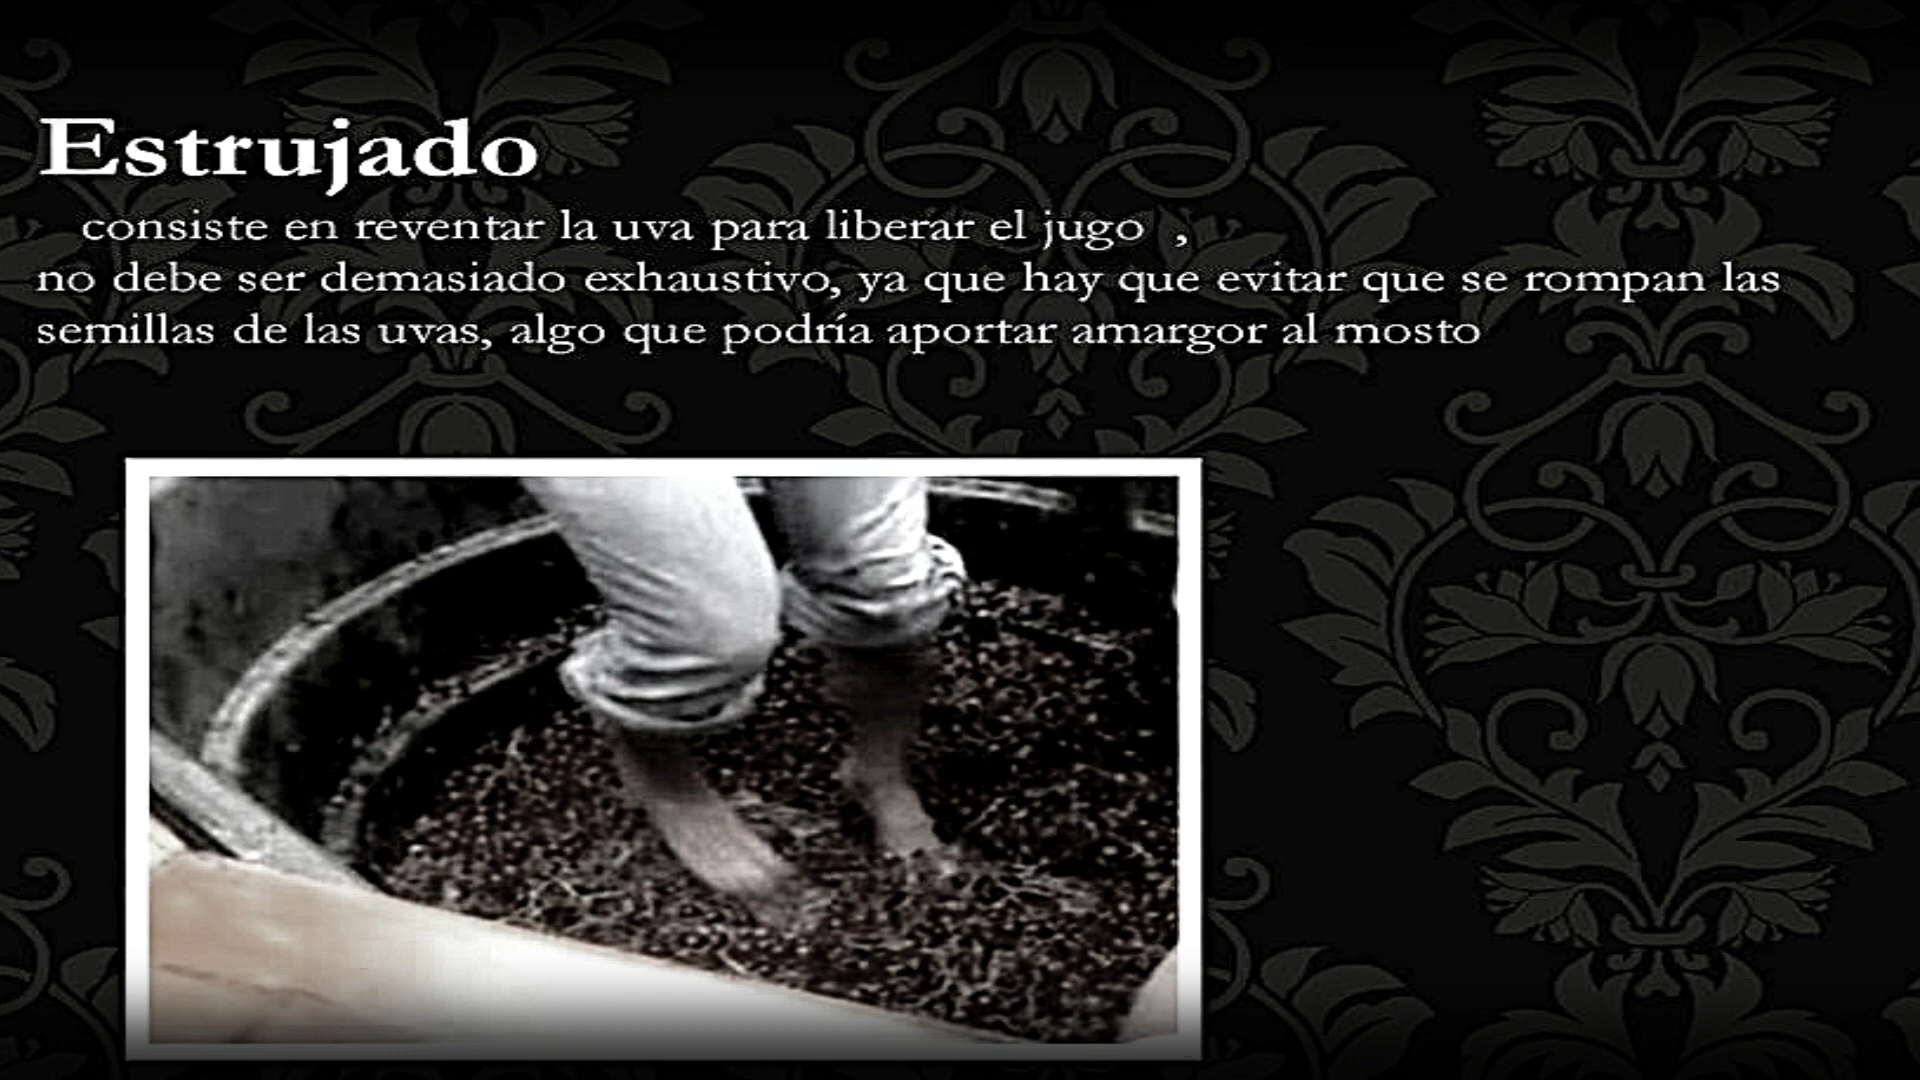 Estrujado
consiste en reventar la uva para liberar el jugo ,
no debe ser demasiado exhaustivo, ya que hay que evitar que se rompan las
semillas de las uvas, algo que podría aportar amargor al mosto